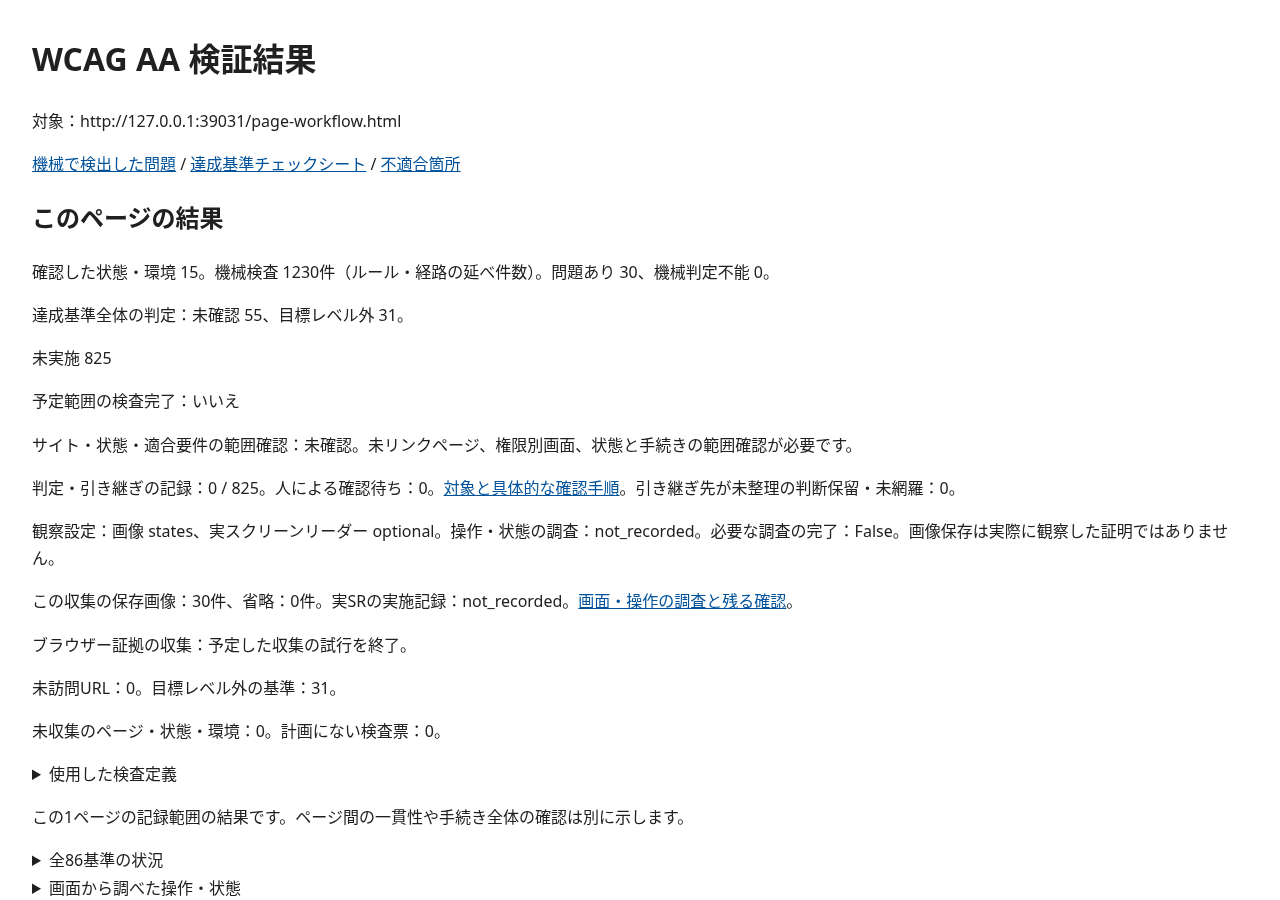 WCAG AA 検証結果
対象：http://127.0.0.1:39031/page-workflow.html
機械で検出した問題 / 達成基準チェックシート / 不適合箇所
このページの結果
確認した状態・環境 15。機械検査 1230件（ルール・経路の延べ件数）。問題あり 30、機械判定不能 0。
達成基準全体の判定：未確認 55、目標レベル外 31。
未実施 825
予定範囲の検査完了：いいえ
サイト・状態・適合要件の範囲確認：未確認。未リンクページ、権限別画面、状態と手続きの範囲確認が必要です。
判定・引き継ぎの記録：0 / 825。人による確認待ち：0。対象と具体的な確認手順。引き継ぎ先が未整理の判断保留・未網羅：0。
観察設定：画像 states、実スクリーンリーダー optional。操作・状態の調査：not_recorded。必要な調査の完了：False。画像保存は実際に観察した証明ではありませ
ん。
この収集の保存画像：30件、省略：0件。実SRの実施記録：not_recorded。画面・操作の調査と残る確認。
ブラウザー証拠の収集：予定した収集の試行を終了。
未訪問URL：0。目標レベル外の基準：31。
未収集のページ・状態・環境：0。計画にない検査票：0。
▶ 使用した検査定義
この1ページの記録範囲の結果です。ページ間の一貫性や手続き全体の確認は別に示します。
▶ 全86基準の状況
▶ 画面から調べた操作・状態